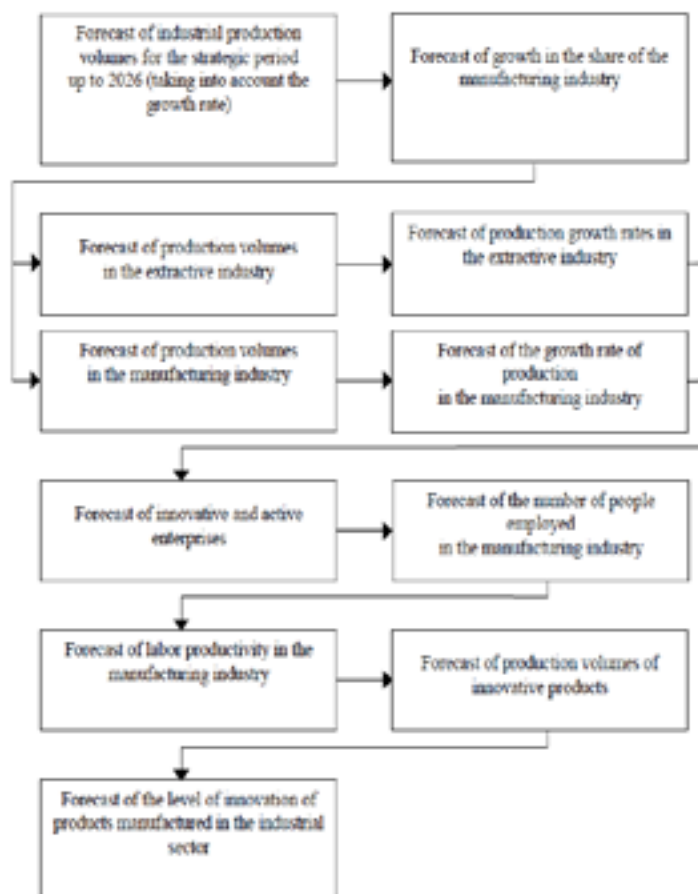 Forecast of industrial production
volumes for the strategic period
up to 2026 (taking into account the
growth rate)
Forecast of growth in the share of the
manufacturing industry
Forecast of production volumes
in the extractive industry
Forecast of production growth rates in
the extractive industry
Forecast of production volumes
in the manufacturing industry
Forecast of the growth rate of
production
in the manufacturing industry
Forecast of innovative and active
enterprises
Forecast of the number of people
employed
in the manufacturing industry
Forecast of labor productivity in the
manufacturing industry
Forecast of production volumes of
innovative products
Forecast of the level of innovation of
products manufactured in the industrial
sector